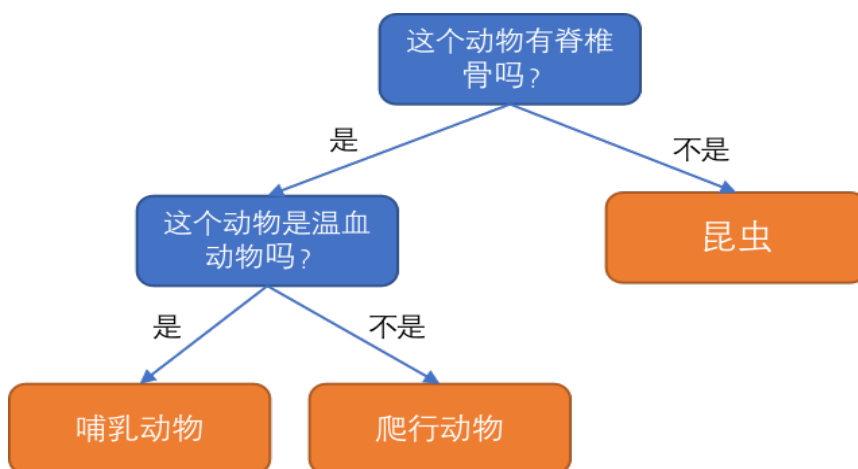 这个动物有脊椎
骨吗？
是
不是
这个动物是温血
动物吗？
昆虫
是
不是
哺乳动物
爬行动物